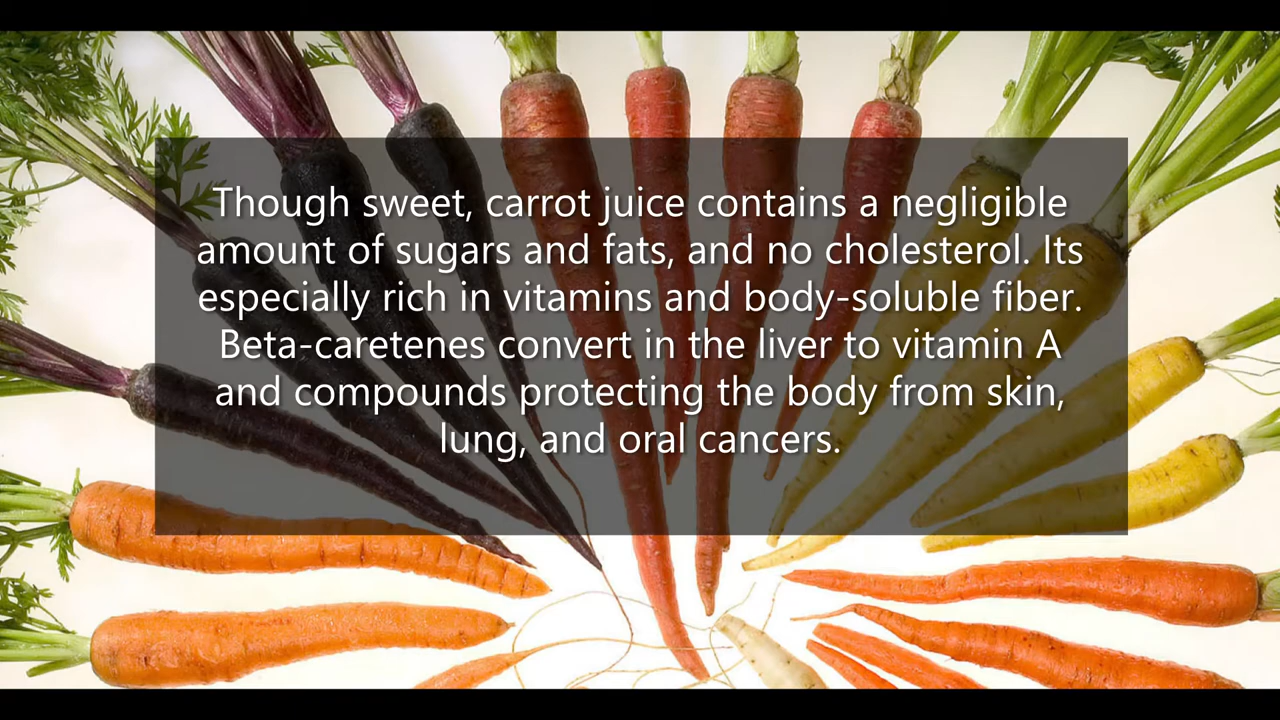 Though sweet, carrot juice contains a negligible
amount of sugars and fats, and no cholesterol. Its
especially rich in vitamins and body-soluble fiber.
Beta-caretenes convert in the liver to vitamin A
and compounds protecting the body from skin,
lung, and oral cancers.